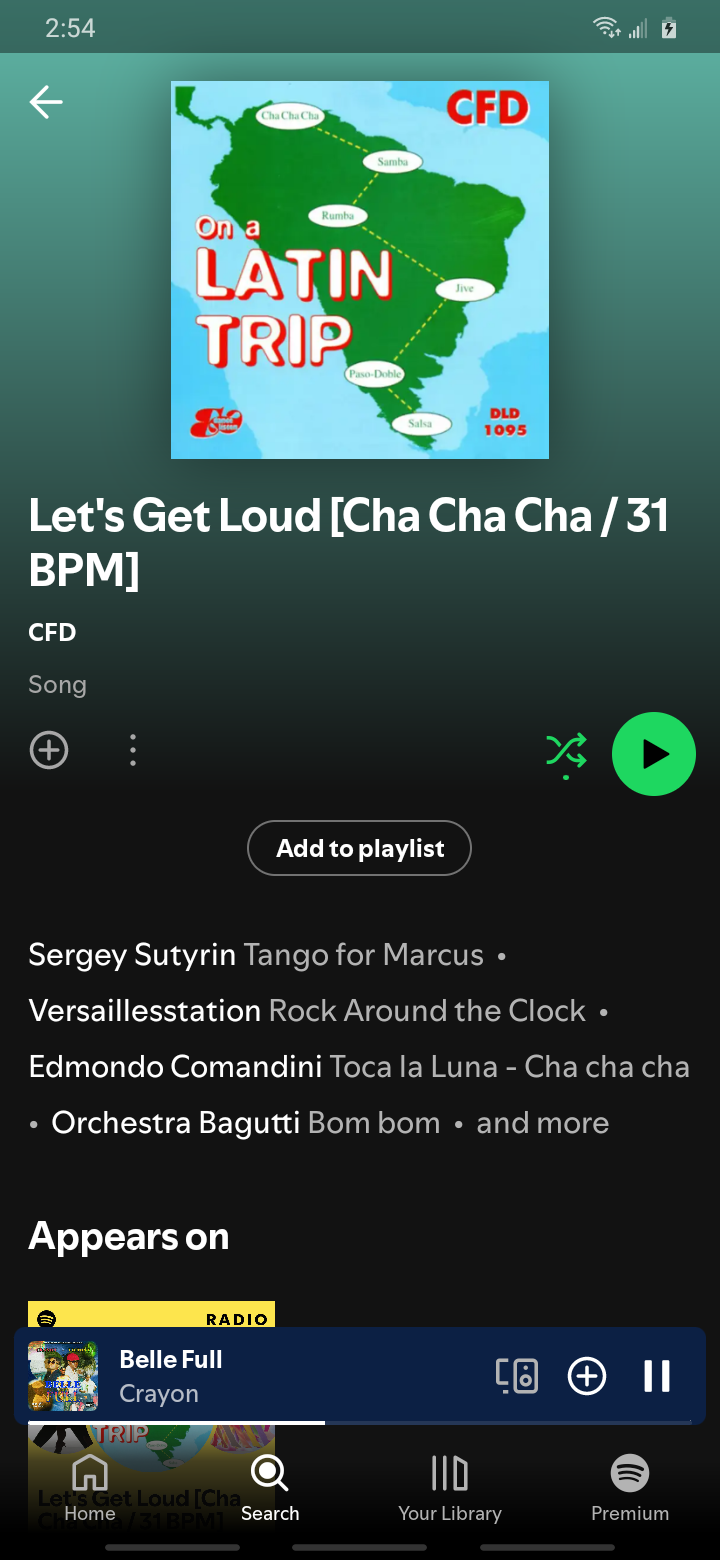 2:54
Cha Cha Cha
CFD
Samba
Rumba
On a
LATIN
Jive
TRIP
Paso-Doble
Salsa
DLD
1095
Let's Get Loud [Cha Cha Cha / 31
BPM]
CFD
Song
Add to playlist
Sergey Sutyrin Tango for Marcus •
Versaillesstation Rock Around the Clock •
Edmondo Comandini Toca la Luna - Cha cha cha
• Orchestra Bagutti Bom bom • and more
Appears on
RADIO
BELLE
Belle Full
Crayon
TRIP
Let's Get Loud [Cha
Cha Cha / 31 BPM]
Home
Search
Your Library
Premium